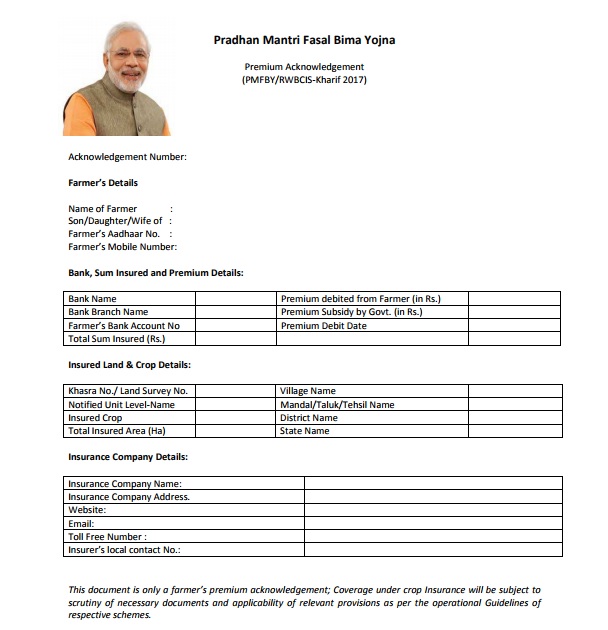 Pradhan Mantri Fasal Bima Yojna
Premium Acknowledgement
(PMFBY/RWBCIS-Kharif 2017)
Acknowledgement Number:
Farmer's Details
Name of Farmer :
Son/Daughter/Wife of :
Farmer's Aadhaar No. :
Farmer's Mobile Number:
Bank, Sum Insured and Premium Details:
Bank Name Premium debited from Farmer (in Rs.)
Bank Branch Name Premium Subsidy by Govt. (in Rs.)
Farmer's Bank Account No Premium Debit Date
Total Sum Insured (Rs.)
Insured Land & Crop Details:
Khasra No./ Land Survey No. Village Name
Notified Unit Level-Name Mandal/Taluk/Tehsil Name
Insured Crop District Name
Total Insured Area (Ha) State Name
Insurance Company Details:
Insurance Company Name:
Insurance Company Address.
Website:
Email:
Toll Free Number :
Insurer's local contact No.:
This document is only a farmer's premium acknowledgement; Coverage under crop Insurance will be subject to
scrutiny of necessary documents and applicability of relevant provisions as per the operational Guidelines of
respective schemes.